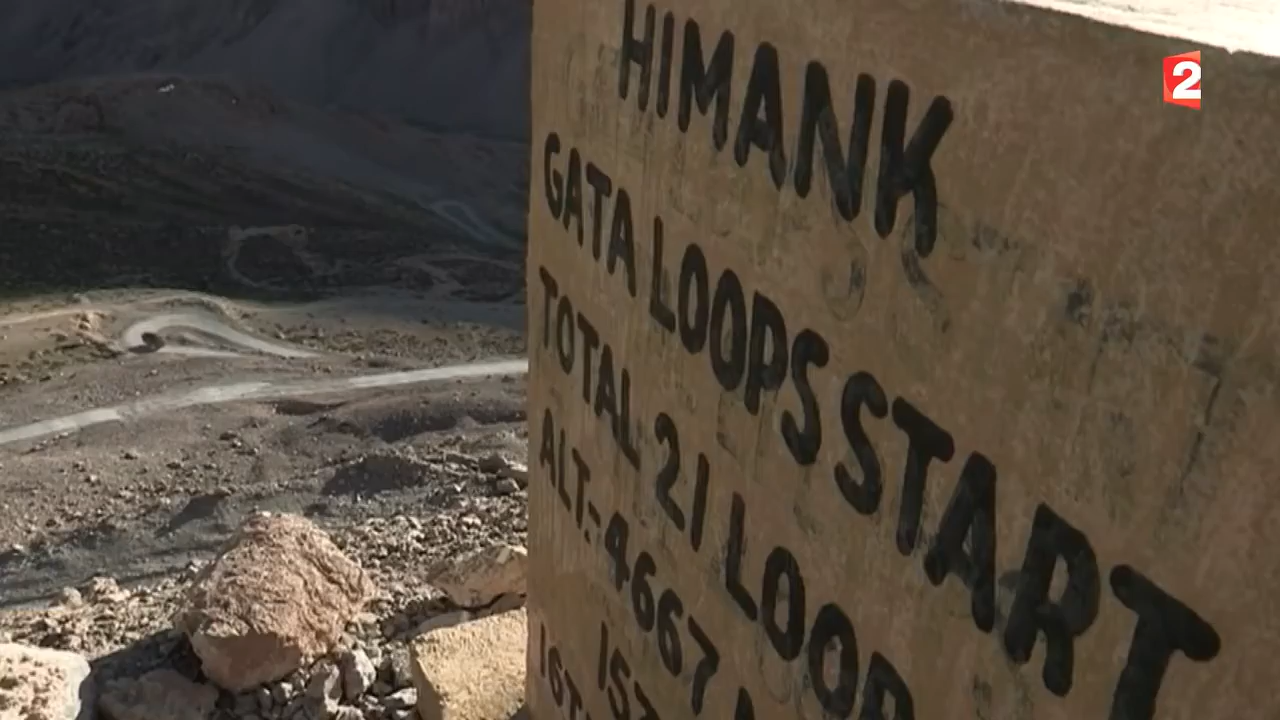 HIMANK
GATA LOOPS START
TOTAL 21 LOOP
ALT-4667
2